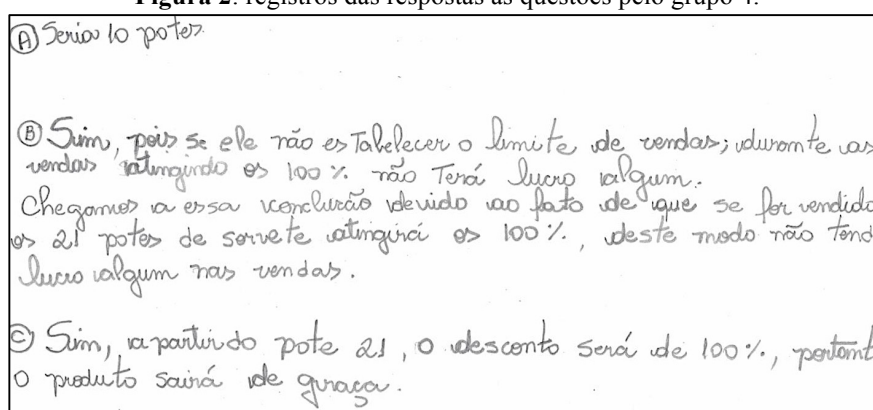 Figura 2: registros das respostas às questões pelo grupo 4.
Ⓐ Seria 10 potes.
Ⓑ Sim, pois se ele não esTabelecer o limite de vendas; durante as
vendas atingindo os 100%. não Terá lucro algum.
Chegamos a essa conclusão devido ao fato de que se for vendido
os 21 potes de sorvete atingirá os 100%., deste modo não tend
lucro algum nas vendas.
Ⓒ Sim, a partir do pote 21, o desconto será de 100%., portant
o produto sairá de graça.